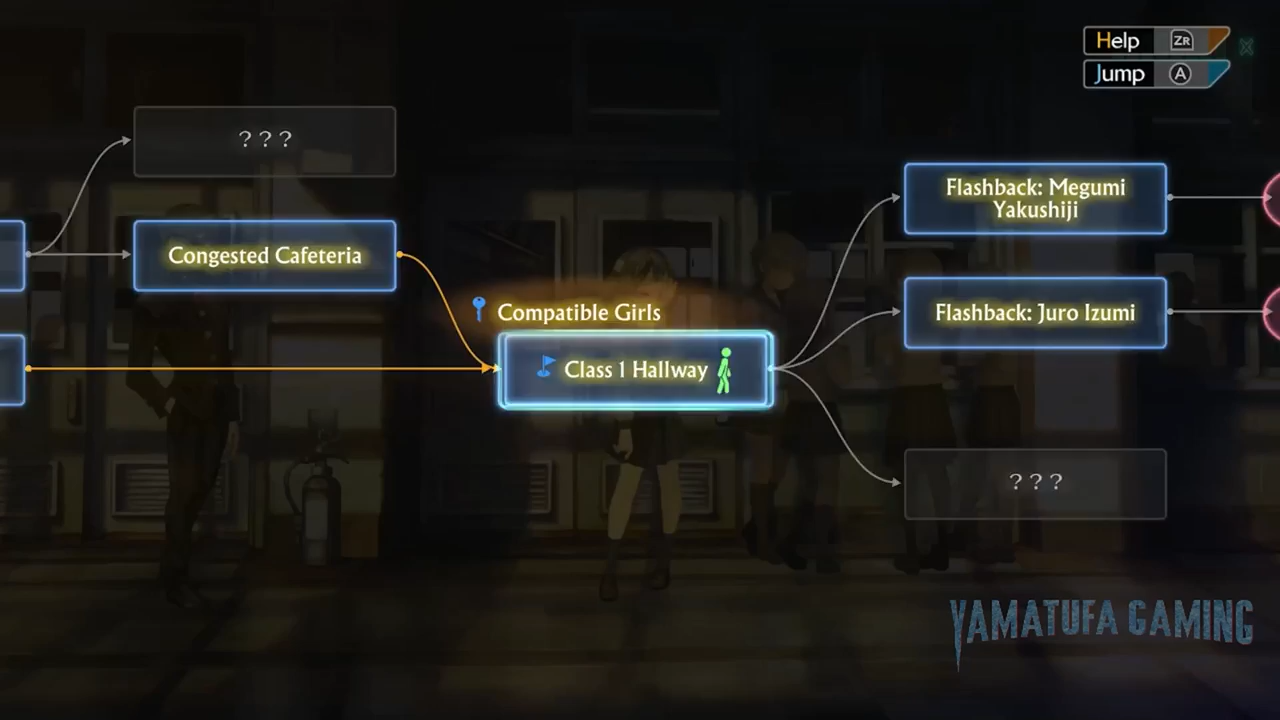 Help ZR
Jump A
? ? ?
Congested Cafeteria
Compatible Girls
Class 1 Hallway
Flashback: Megumi
Yakushiji
Flashback: Juro Izumi
? ? ?
YAMATUFA GAMING